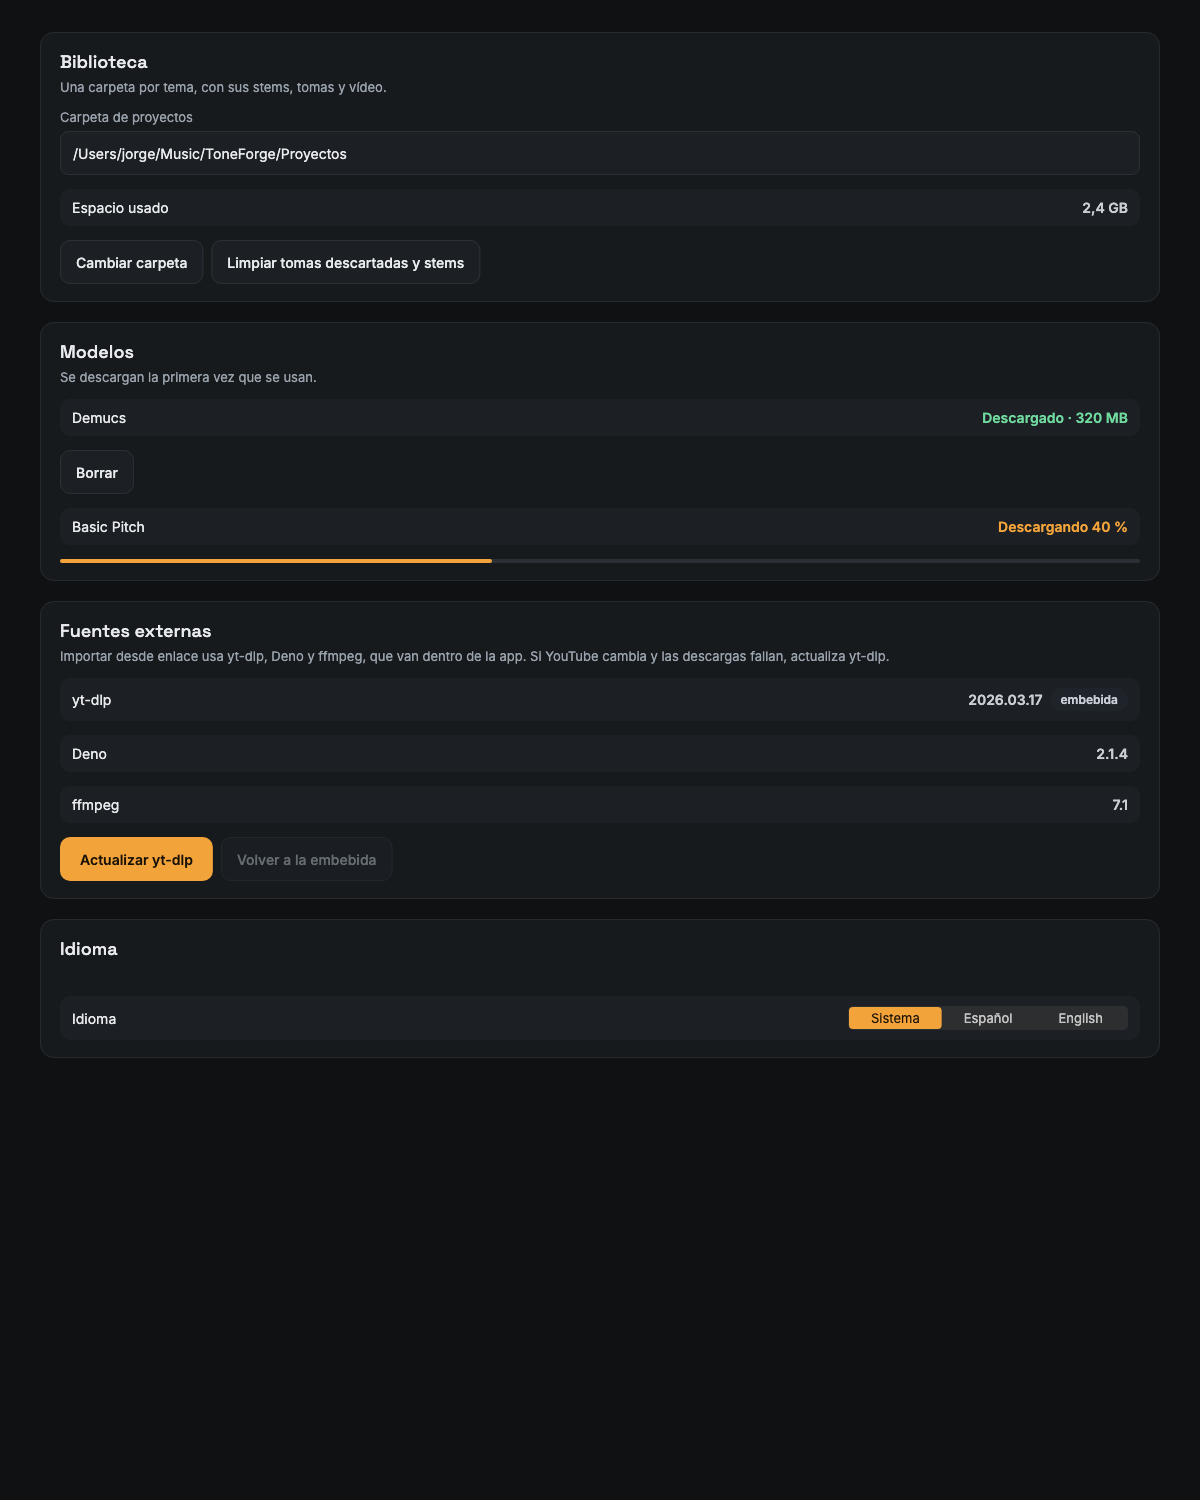 Biblioteca
Una carpeta por tema, con sus stems, tomas y vídeo.
Carpeta de proyectos
/Users/jorge/Music/ToneForge/Proyectos
Espacio usado 2,4 GB
Cambiar carpeta Limpiar tomas descartadas y stems
Modelos
Se descargan la primera vez que se usan.
Demucs Descargado · 320 MB
Borrar
Basic Pitch Descargando 40 %
Fuentes externas
Importar desde enlace usa yt-dlp, Deno y ffmpeg, que van dentro de la app. Si YouTube cambia y las descargas fallan, actualiza yt-dlp.
yt-dlp 2026.03.17 embebida
Deno 2.1.4
ffmpeg 7.1
Actualizar yt-dlp Volver a la embebida
Idioma
Idioma Sistema Español English